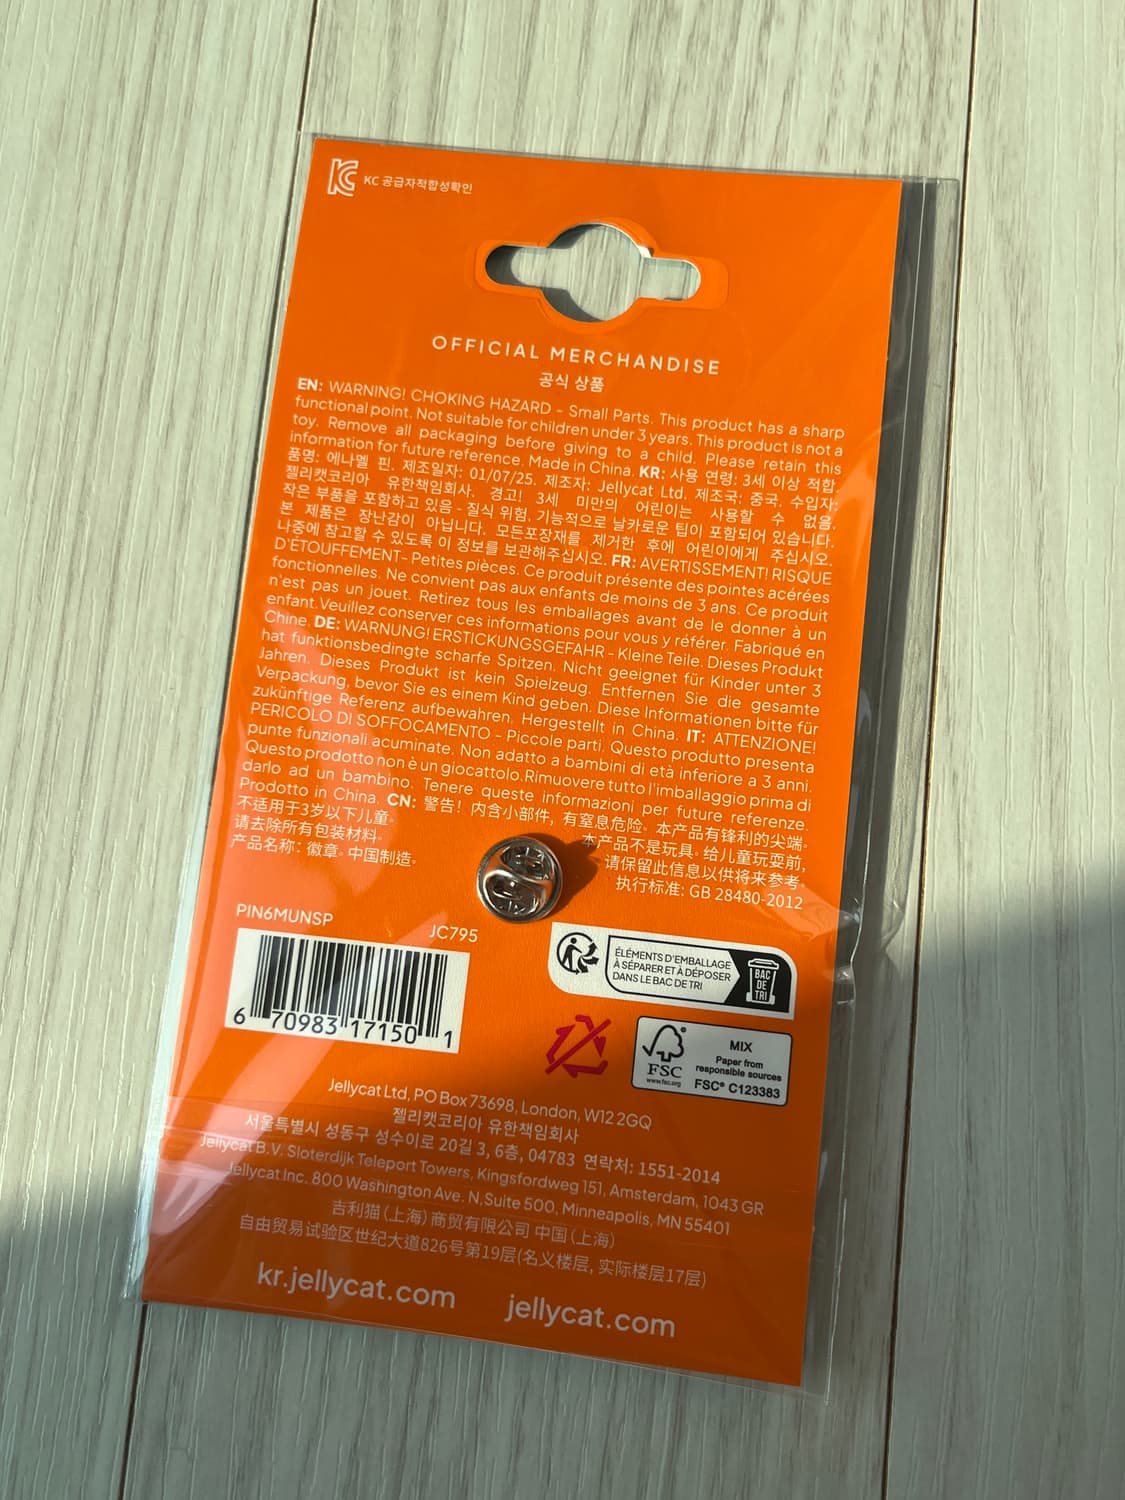 KC KC 공급자적합성확인
OFFICIAL MERCHANDISE
공식 상품
EN: WARNING! CHOKING HAZARD - Small Parts. This product has a sharp
functional point. Not suitable for children under 3 years. This product is not a
toy. Remove all packaging before giving to a child. Please retain this
information for future reference. Made in China. KR: 사용 연령: 3세 이상 적합.
품명: 에나멜 핀. 제조일자: 01/07/25. 제조자: Jellycat Ltd. 제조국: 중국. 수입자:
젤리캣코리아 유한책임회사. 경고! 3세 미만의 어린이는 사용할 수 없음.
작은 부품을 포함하고 있음 - 질식 위험. 기능적으로 날카로운 팁이 포함되어 있습니다.
본 제품은 장난감이 아닙니다. 모든포장재를 제거한 후에 어린이에게 주십시오.
나중에 참고할 수 있도록 이 정보를 보관해주십시오. FR: AVERTISSEMENT! RISQUE
D'ÉTOUFFEMENT- Petites pièces. Ce produit présente des pointes acérées
fonctionnelles. Ne convient pas aux enfants de moins de 3 ans. Ce produit
n'est pas un jouet. Retirez tous les emballages avant de le donner à un
enfant.Veuillez conserver ces informations pour vous y référer. Fabriqué en
Chine. DE: WARNUNG! ERSTICKUNGSGEFAHR - Kleine Teile. Dieses Produkt
hat funktionsbedingte scharfe Spitzen. Nicht geeignet für Kinder unter 3
Jahren. Dieses Produkt ist kein Spielzeug. Entfernen Sie die gesamte
Verpackung, bevor Sie es einem Kind geben. Diese Informationen bitte für
zukünftige Referenz aufbewahren. Hergestellt in China. IT: ATTENZIONE!
PERICOLO DI SOFFOCAMENTO - Piccole parti. Questo produtto presenta
punte funzionali acuminate. Non adatto a bambini di età inferiore a 3 anni.
Questo prodotto non è un giocattolo.Rimuovere tutto l'imballaggio prima di
darlo ad un bambino. Tenere queste informazioni per future referenze.
Prodotto in China. CN: 警告！内含小部件, 有窒息危险。本产品有锋利的尖端。
不适用于3岁以下儿童。 本产品不是玩具。给儿童玩耍前,
请去除所有包装材料。 请保留此信息以供将来参考。
产品名称: 徽章。中国制造。 执行标准: GB 28480-2012
PIN6MUNSP JC795
6 70983 17150 1
ÉLÉMENTS D'EMBALLAGE
À SÉPARER ET À DÉPOSER
DANS LE BAC DE TRI
BAC
DE
TRI
FSC
www.fsc.org
MIX
Paper from
responsible sources
FSC® C123383
Jellycat Ltd, PO Box 73698, London, W12 2GQ
젤리캣코리아 유한책임회사
서울특별시 성동구 성수이로 20길 3, 6층, 04783 연락처: 1551-2014
Jellycat B.V. Sloterdijk Teleport Towers, Kingsfordweg 151, Amsterdam, 1043 GR
Jellycat Inc. 800 Washington Ave. N,Suite 500, Minneapolis, MN 55401
吉利猫 (上海) 商贸有限公司 中国 (上海)
自由贸易试验区世纪大道826号第19层(名义楼层, 实际楼层17层)
kr.jellycat.com jellycat.com